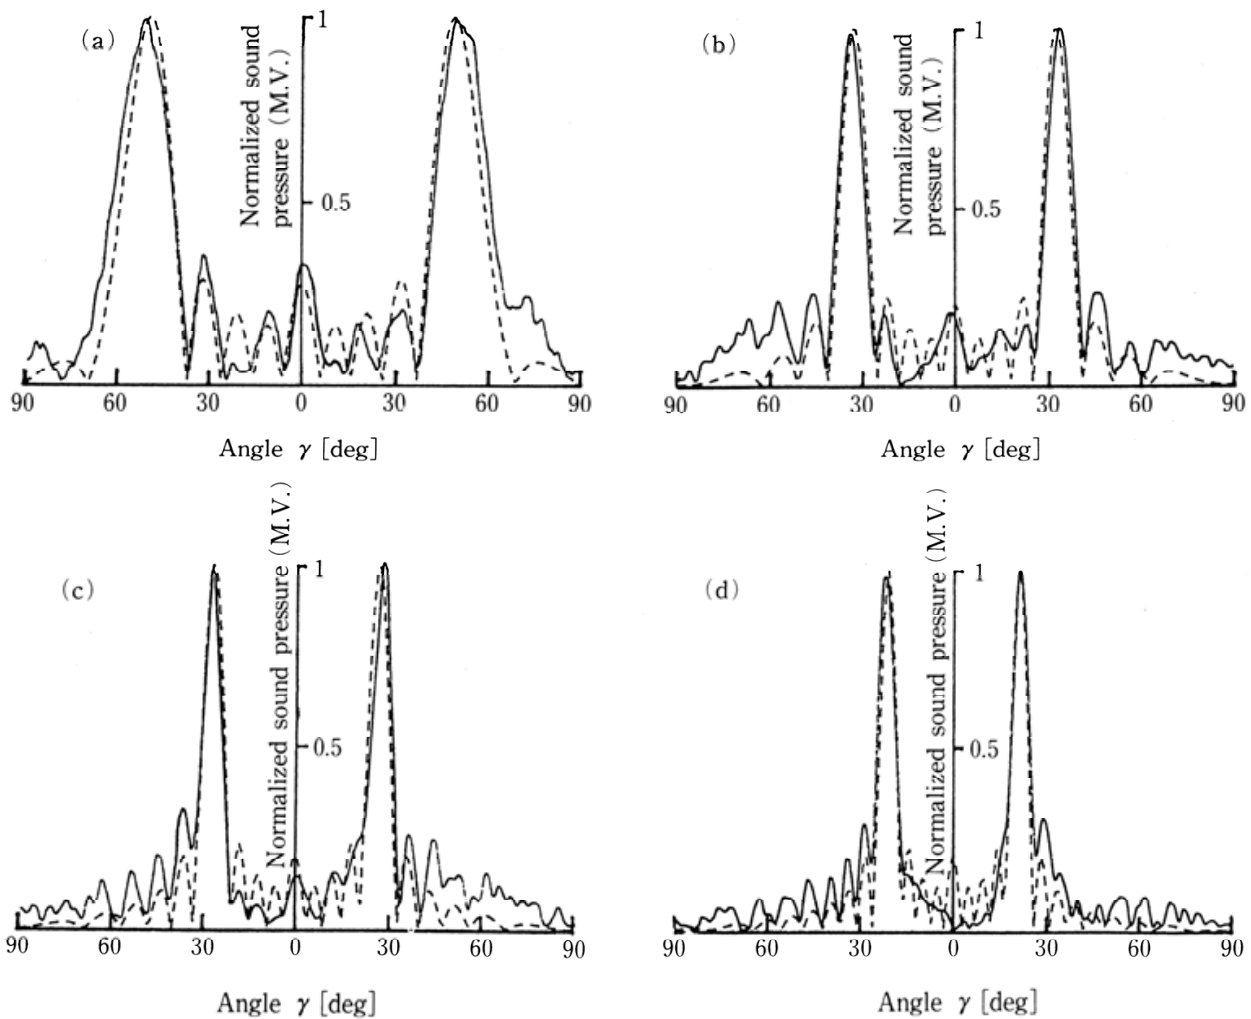 (a)
Normalized sound
pressure (M.V.)
1
0.5
90 60 30 0 30 60 90
Angle γ [deg]
(b)
Normalized sound
pressure (M.V.)
1
0.5
90 60 30 0 30 60 90
Angle γ [deg]
(c)
Normalized sound pressure (M.V.)
1
0.5
90 60 30 0 30 60 90
Angle γ [deg]
(d)
Normalized sound pressure (M.V.)
1
0.5
90 60 30 0 30 60 90
Angle γ [deg]